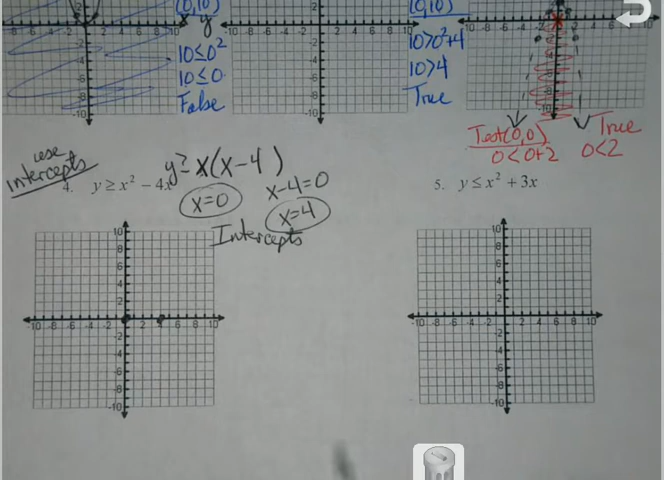 (0,10)
x y
10≤0²
10≤0
False
(0,10)
10>0²+4
10>4
True
Test(0,0)
0<0+2
True
0<2
use
intercepts
y≥x(x-4)
x-4=0
x=0
x=4
Intercepts
4. y ≥ x² − 4x
5. y ≤ x² + 3x
10
8
6
4
2
-10 -8 -6 -4 -2 2 4 6 8 10
-2
-4
-6
-8
-10
10
8
6
4
2
-10 -8 -6 -4 -2 2 4 6 8 10
-2
-4
-6
-8
-10